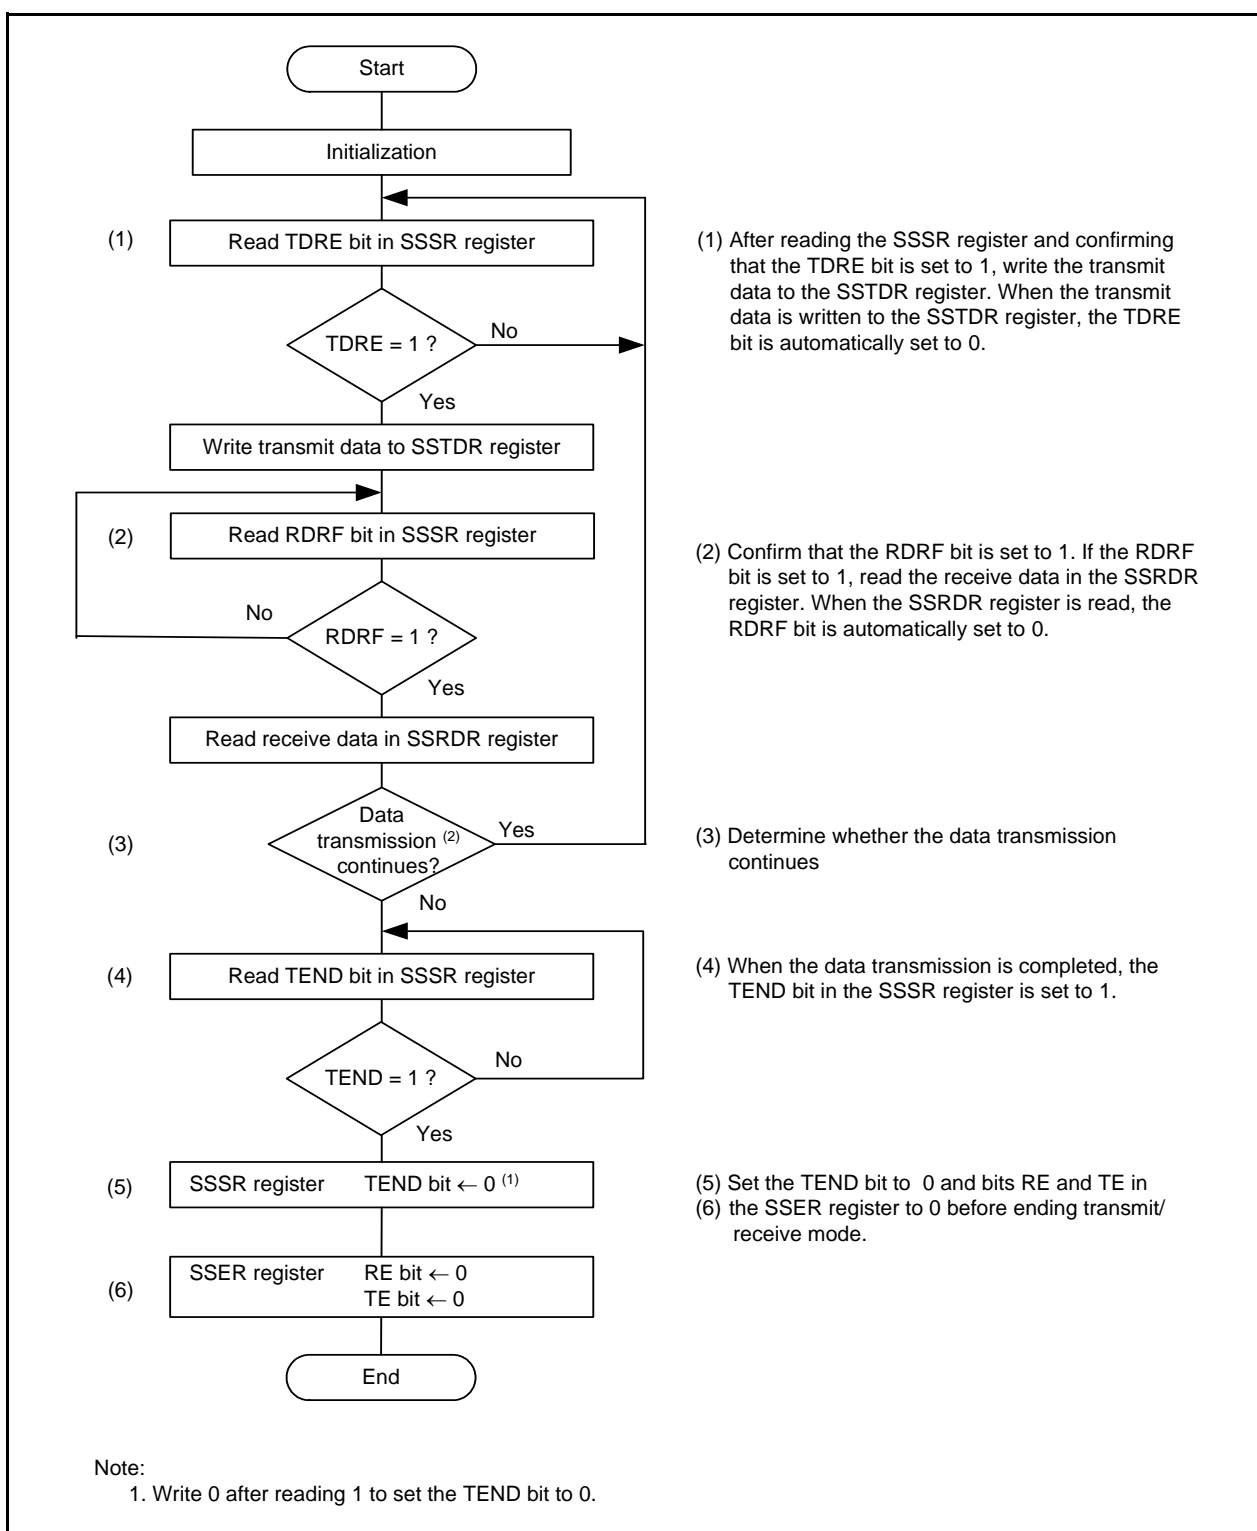 Start
Initialization
(1)
Read TDRE bit in SSSR register
(1) After reading the SSSR register and confirming
that the TDRE bit is set to 1, write the transmit
data to the SSTDR register. When the transmit
data is written to the SSTDR register, the TDRE
bit is automatically set to 0.
TDRE = 1 ?
No
Yes
Write transmit data to SSTDR register
(2)
Read RDRF bit in SSSR register
(2) Confirm that the RDRF bit is set to 1. If the RDRF
bit is set to 1, read the receive data in the SSRDR
register. When the SSRDR register is read, the
RDRF bit is automatically set to 0.
No
RDRF = 1 ?
Yes
Read receive data in SSRDR register
(3)
Data
transmission (2)
continues?
Yes
(3) Determine whether the data transmission
continues
No
(4)
Read TEND bit in SSSR register
(4) When the data transmission is completed, the
TEND bit in the SSSR register is set to 1.
TEND = 1 ?
No
Yes
(5)
SSSR register TEND bit ← 0 (1)
(5) Set the TEND bit to 0 and bits RE and TE in
(6) the SSER register to 0 before ending transmit/
receive mode.
(6)
SSER register RE bit ← 0
TE bit ← 0
End
Note:
1. Write 0 after reading 1 to set the TEND bit to 0.